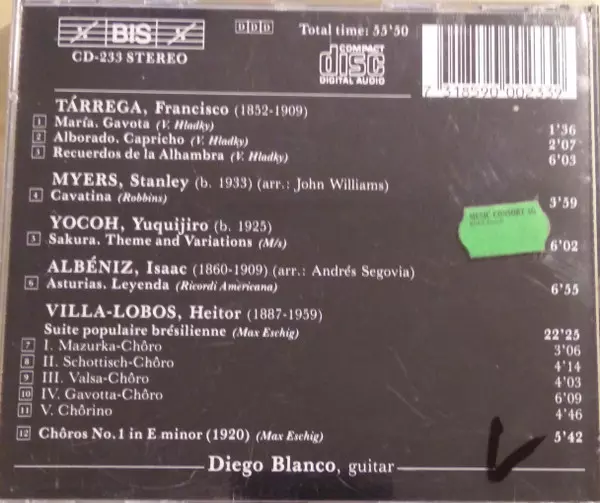 BIS
CD-233 STEREO
DDD
Total time: 55'50
COMPACT
disc
DIGITAL AUDIO
7 318590 002339
TÁRREGA, Francisco (1852-1909)
1 María. Gavota (V. Hladky) 1'36
2 Alborado. Capricho (V. Hladky) 2'07
3 Recuerdos de la Alhambra (V. Hladky) 6'03
MYERS, Stanley (b. 1933) (arr.: John Williams)
4 Cavatina (Robbins) 3'59
YOCOH, Yuquijiro (b. 1925)
5 Sakura. Theme and Variations (M/s) 6'02
MUSIC CONSORT AG
ALBÉNIZ, Isaac (1860-1909) (arr.: Andrés Segovia)
6 Asturias. Leyenda (Ricordi Americana) 6'55
VILLA-LOBOS, Heitor (1887-1959)
Suite populaire brésilienne (Max Eschig) 22'25
7 I. Mazurka-Chôro 3'06
8 II. Schottisch-Chôro 4'14
9 III. Valsa-Chôro 4'03
10 IV. Gavotta-Chôro 6'09
11 V. Chôrino 4'46
12 Chôros No. 1 in E minor (1920) (Max Eschig) 5'42
Diego Blanco, guitar